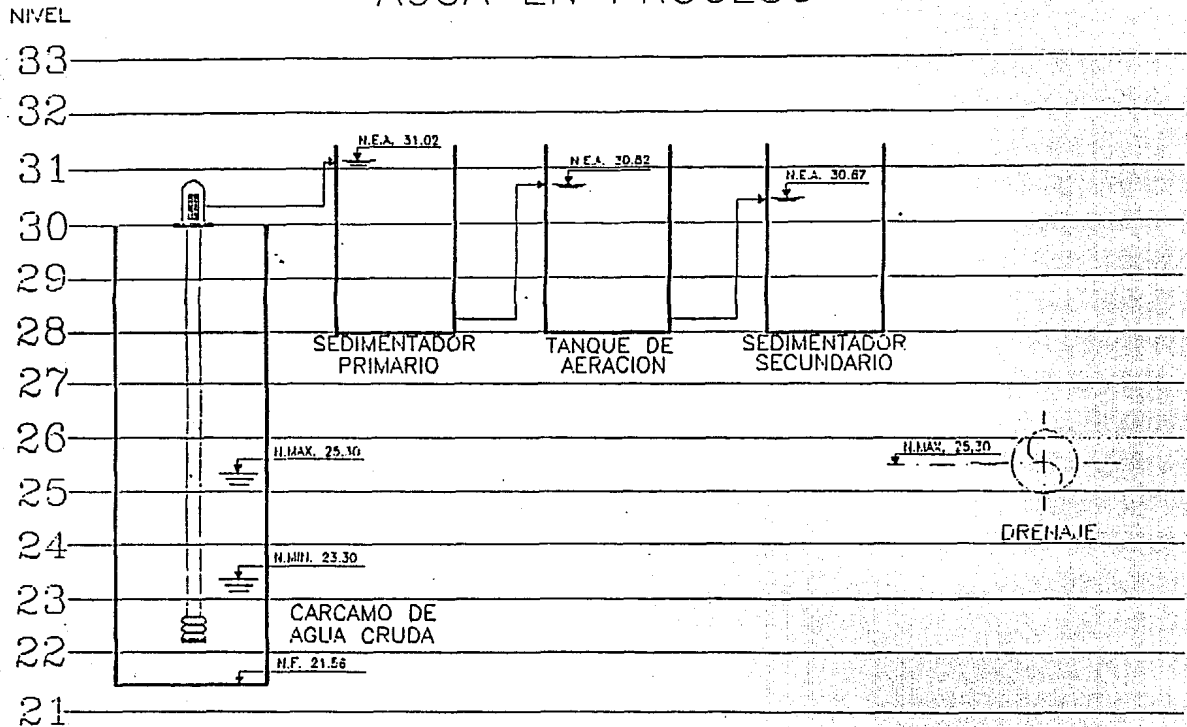 AGUA EN PROCESO
NIVEL
33
32
N.E.A. 31.02
31
N.E.A. 30.82
N.E.A. 30.67
30
29
28
SEDIMENTADOR
PRIMARIO
TANQUE DE
AERACION
SEDIMENTADOR
SECUNDARIO
27
26
N.MAX. 25.30
N.MAX. 25.30
25
DRENAJE
24
N.MIN. 23.30
23
CARCAMO DE
AGUA CRUDA
22
N.F. 21.56
21